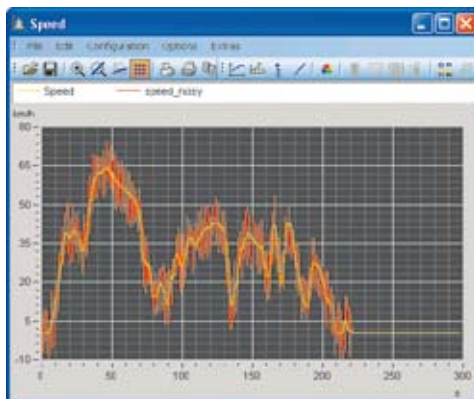 Speed
File Edit Configuration Options Extras
Speed speed_noisy
km/h
80
65
50
35
20
5
-10
0 50 100 150 200 250 300
s